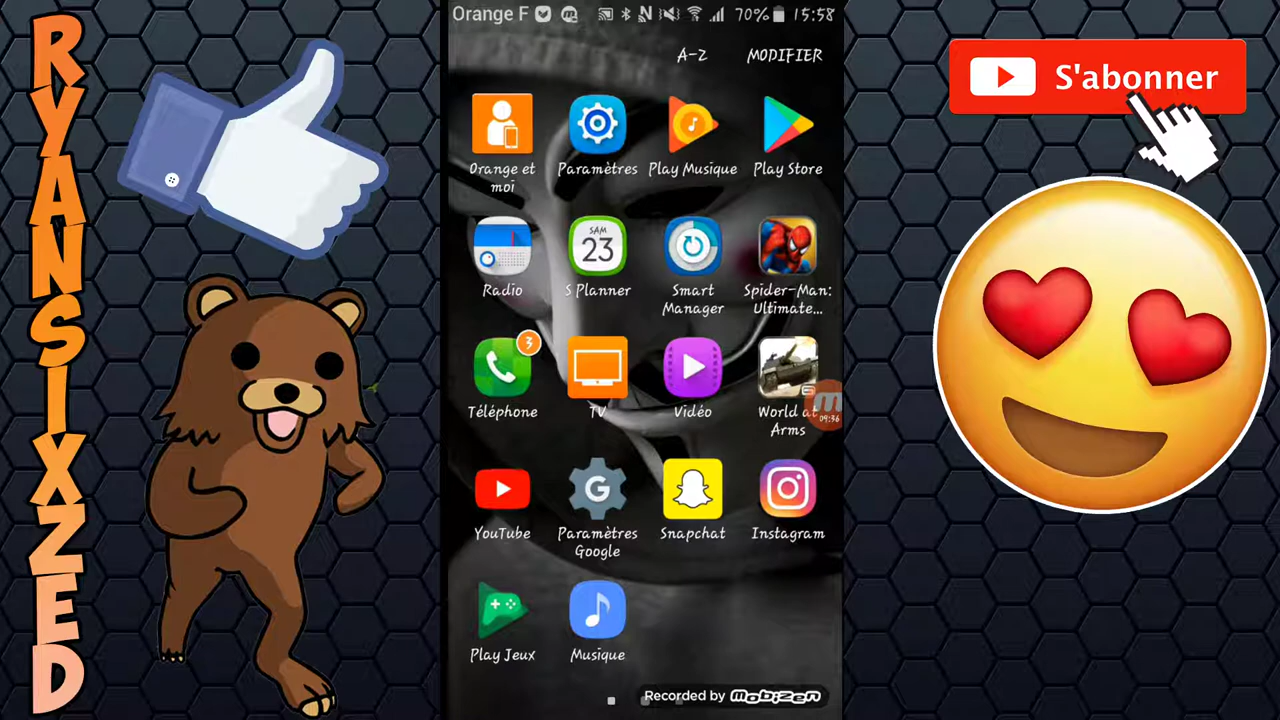 RYANSIXZED
Orange F 70% 15:58
A-Z MODIFIER
S'abonner
Orange et moi
Paramètres
Play Musique
Play Store
Radio
SAM
23
S Planner
Smart Manager
Spider-Man: Ultimate...
3
Téléphone
TV
Vidéo
World at Arms
09:36
YouTube
G
Paramètres Google
Snapchat
Instagram
Play Jeux
Musique
Recorded by mobizen